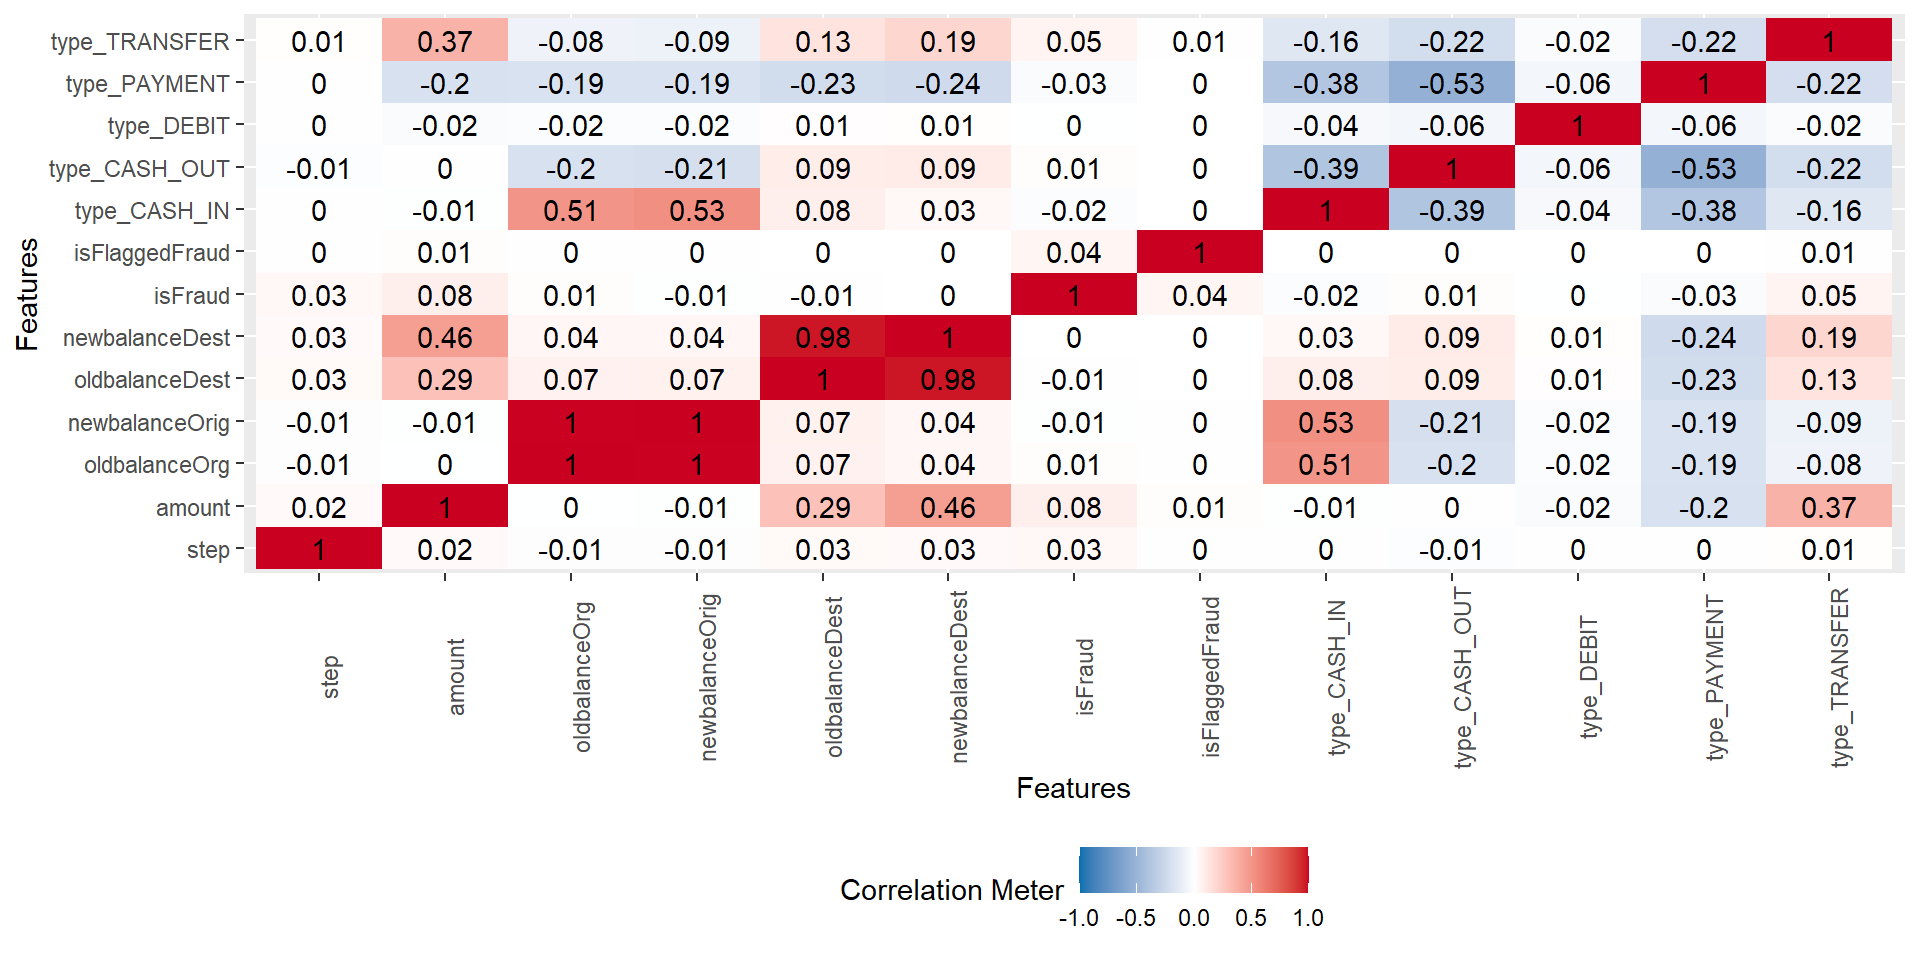 type_TRANSFER 0.01 0.37 -0.08 -0.09 0.13 0.19 0.05 0.01 -0.16 -0.22 -0.02 -0.22 1
type_PAYMENT 0 -0.2 -0.19 -0.19 -0.23 -0.24 -0.03 0 -0.38 -0.53 -0.06 1 -0.22
type_DEBIT 0 -0.02 -0.02 -0.02 0.01 0.01 0 0 -0.04 -0.06 1 -0.06 -0.02
type_CASH_OUT -0.01 0 -0.2 -0.21 0.09 0.09 0.01 0 -0.39 1 -0.06 -0.53 -0.22
type_CASH_IN 0 -0.01 0.51 0.53 0.08 0.03 -0.02 0 1 -0.39 -0.04 -0.38 -0.16
isFlaggedFraud 0 0.01 0 0 0 0 0.04 1 0 0 0 0 0.01
isFraud 0.03 0.08 0.01 -0.01 -0.01 0 1 0.04 -0.02 0.01 0 -0.03 0.05
newbalanceDest 0.03 0.46 0.04 0.04 0.98 1 0 0 0.03 0.09 0.01 -0.24 0.19
oldbalanceDest 0.03 0.29 0.07 0.07 1 0.98 -0.01 0 0.08 0.09 0.01 -0.23 0.13
newbalanceOrig -0.01 -0.01 1 1 0.07 0.04 -0.01 0 0.53 -0.21 -0.02 -0.19 -0.09
oldbalanceOrg -0.01 0 1 1 0.07 0.04 0.01 0 0.51 -0.2 -0.02 -0.19 -0.08
amount 0.02 1 0 -0.01 0.29 0.46 0.08 0.01 -0.01 0 -0.02 -0.2 0.37
step 1 0.02 -0.01 -0.01 0.03 0.03 0.03 0 0 -0.01 0 0 0.01
Features
step
amount
oldbalanceOrg
newbalanceOrig
oldbalanceDest
newbalanceDest
isFraud
isFlaggedFraud
type_CASH_IN
type_CASH_OUT
type_DEBIT
type_PAYMENT
type_TRANSFER
Features
Correlation Meter
-1.0 -0.5 0.0 0.5 1.0